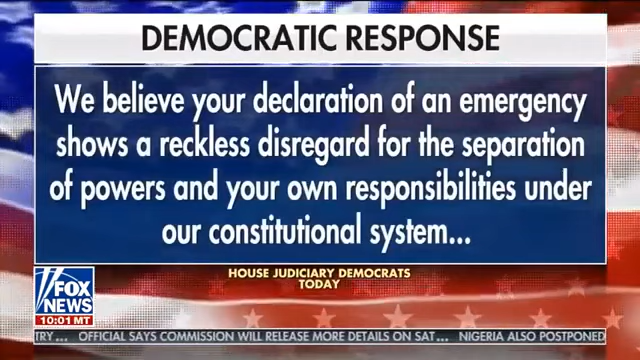 DEMOCRATIC RESPONSE
We believe your declaration of an emergency
shows a reckless disregard for the separation
of powers and your own responsibilities under
our constitutional system...
HOUSE JUDICIARY DEMOCRATS
TODAY
FOX
NEWS
10:01 MT
TRY... OFFICIAL SAYS COMMISSION WILL RELEASE MORE DETAILS ON SAT... NIGERIA ALSO POSTPONED